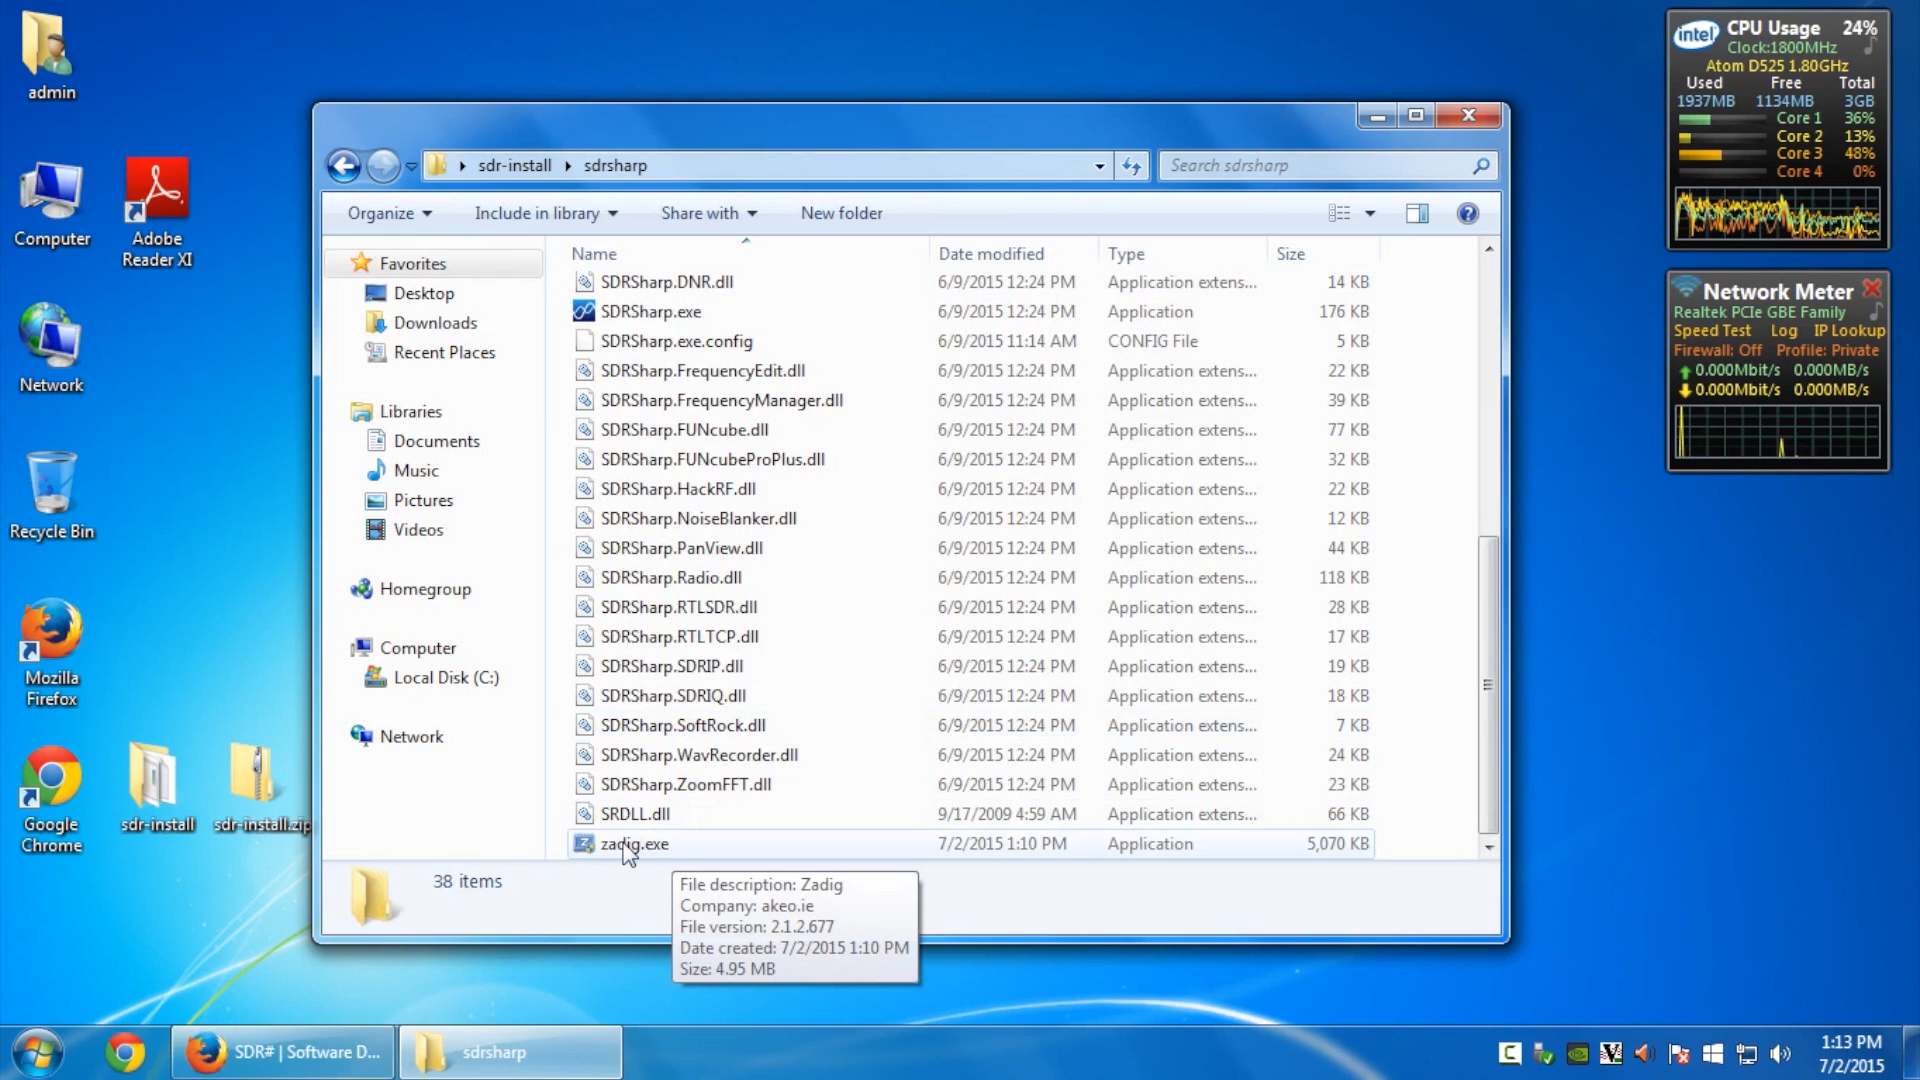 admin
Computer
Adobe
Reader XI
Network
Recycle Bin
Mozilla
Firefox
Google
Chrome
sdr-install
sdr-install.zip
sdr-install
sdrsharp
Search sdrsharp
Organize
Include in library
Share with
New folder
Favorites
Desktop
Downloads
Recent Places
Libraries
Documents
Music
Pictures
Videos
Homegroup
Computer
Local Disk (C:)
Network
Name Date modified Type Size
SDRSharp.DNR.dll 6/9/2015 12:24 PM Application extens... 14 KB
SDRSharp.exe 6/9/2015 12:24 PM Application 176 KB
SDRSharp.exe.config 6/9/2015 11:14 AM CONFIG File 5 KB
SDRSharp.FrequencyEdit.dll 6/9/2015 12:24 PM Application extens... 22 KB
SDRSharp.FrequencyManager.dll 6/9/2015 12:24 PM Application extens... 39 KB
SDRSharp.FUNcube.dll 6/9/2015 12:24 PM Application extens... 77 KB
SDRSharp.FUNcubeProPlus.dll 6/9/2015 12:24 PM Application extens... 32 KB
SDRSharp.HackRF.dll 6/9/2015 12:24 PM Application extens... 22 KB
SDRSharp.NoiseBlanker.dll 6/9/2015 12:24 PM Application extens... 12 KB
SDRSharp.PanView.dll 6/9/2015 12:24 PM Application extens... 44 KB
SDRSharp.Radio.dll 6/9/2015 12:24 PM Application extens... 118 KB
SDRSharp.RTLSDR.dll 6/9/2015 12:24 PM Application extens... 28 KB
SDRSharp.RTLTCP.dll 6/9/2015 12:24 PM Application extens... 17 KB
SDRSharp.SDRIP.dll 6/9/2015 12:24 PM Application extens... 19 KB
SDRSharp.SDRIQ.dll 6/9/2015 12:24 PM Application extens... 18 KB
SDRSharp.SoftRock.dll 6/9/2015 12:24 PM Application extens... 7 KB
SDRSharp.WavRecorder.dll 6/9/2015 12:24 PM Application extens... 24 KB
SDRSharp.ZoomFFT.dll 6/9/2015 12:24 PM Application extens... 23 KB
SRDLL.dll 9/17/2009 4:59 AM Application extens... 66 KB
zadig.exe 7/2/2015 1:10 PM Application 5,070 KB
38 items
File description: Zadig
Company: akeo.ie
File version: 2.1.2.677
Date created: 7/2/2015 1:10 PM
Size: 4.95 MB
intel CPU Usage 24%
Clock:1800MHz
Atom D525 1.80GHz
Used Free Total
1937MB 1134MB 3GB
Core 1 36%
Core 2 13%
Core 3 48%
Core 4 0%
Network Meter
Realtek PCIe GBE Family
Speed Test Log IP Lookup
Firewall: Off Profile: Private
0.000Mbit/s 0.000MB/s
0.000Mbit/s 0.000MB/s
SDR# | Software D...
sdrsharp
1:13 PM
7/2/2015